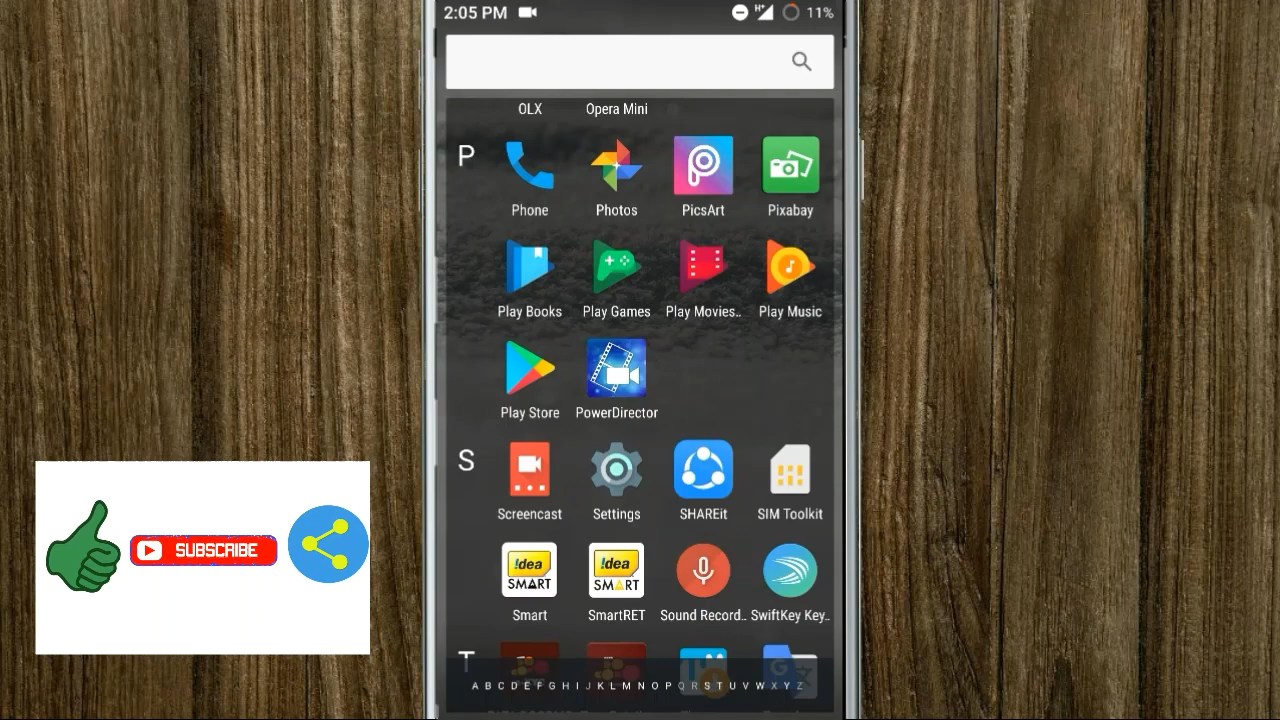 2:05 PM H+ 11%
OLX Opera Mini
P
Phone Photos PicsArt Pixabay
Play Books Play Games Play Movies.. Play Music
Play Store PowerDirector
S
Screencast Settings SHAREit SIM Toolkit
!dea !dea
SMART SMART
Smart SmartRET Sound Record.. SwiftKey Key..
T
A B C D E F G H I J K L M N O P Q R S T U V W X Y Z
SUBSCRIBE